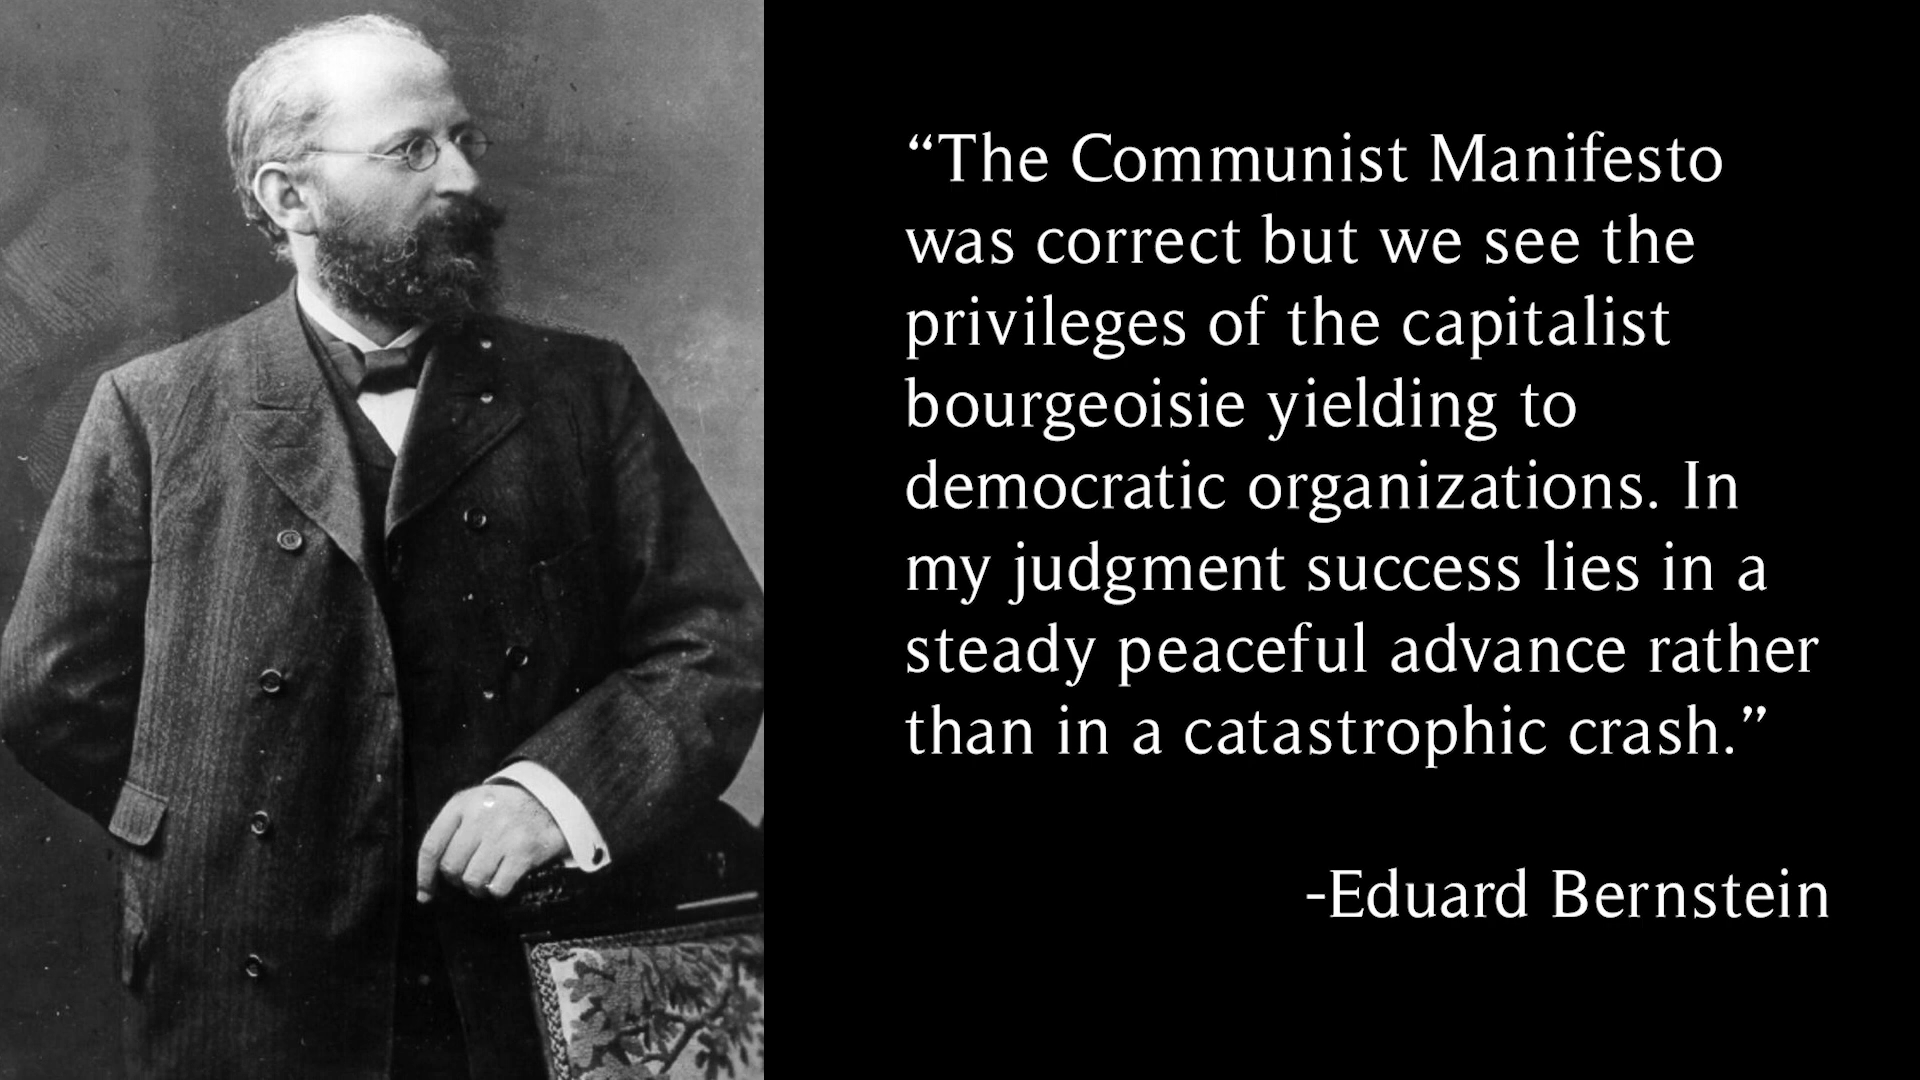 “The Communist Manifesto
was correct but we see the
privileges of the capitalist
bourgeoisie yielding to
democratic organizations. In
my judgment success lies in a
steady peaceful advance rather
than in a catastrophic crash.”
-Eduard Bernstein